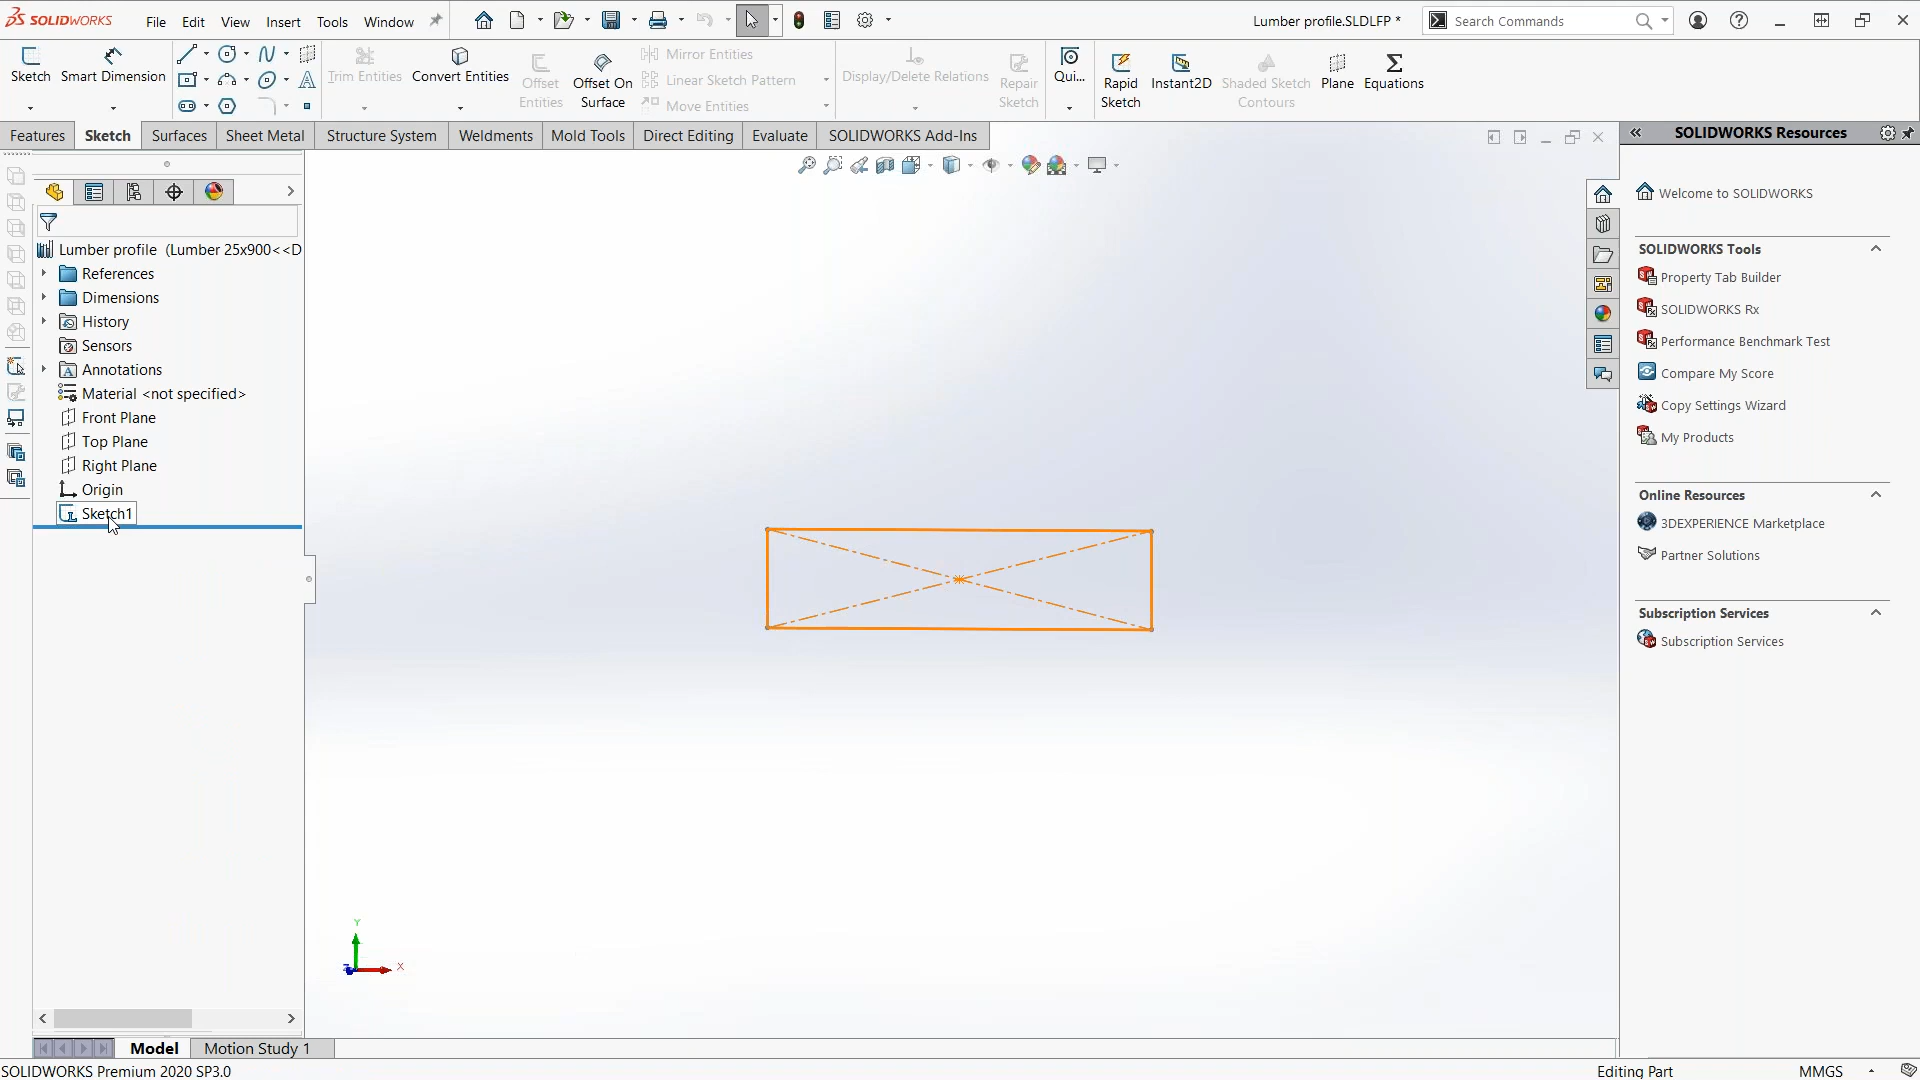 SOLIDWORKS File Edit View Insert Tools Window Lumber profile.SLDLFP * Search Commands
Sketch Smart Dimension Trim Entities Convert Entities Offset Entities Offset On Surface Mirror Entities Linear Sketch Pattern Move Entities Display/Delete Relations Repair Sketch Qui... Rapid Sketch Instant2D Shaded Sketch Contours Plane Equations
Features Sketch Surfaces Sheet Metal Structure System Weldments Mold Tools Direct Editing Evaluate SOLIDWORKS Add-Ins
Lumber profile (Lumber 25x900<<D
References
Dimensions
History
Sensors
Annotations
Material <not specified>
Front Plane
Top Plane
Right Plane
Origin
Sketch1
Y
X
Z
SOLIDWORKS Resources
Welcome to SOLIDWORKS
SOLIDWORKS Tools
Property Tab Builder
SOLIDWORKS Rx
Performance Benchmark Test
Compare My Score
Copy Settings Wizard
My Products
Online Resources
3DEXPERIENCE Marketplace
Partner Solutions
Subscription Services
Subscription Services
Model Motion Study 1
SOLIDWORKS Premium 2020 SP3.0 Editing Part MMGS